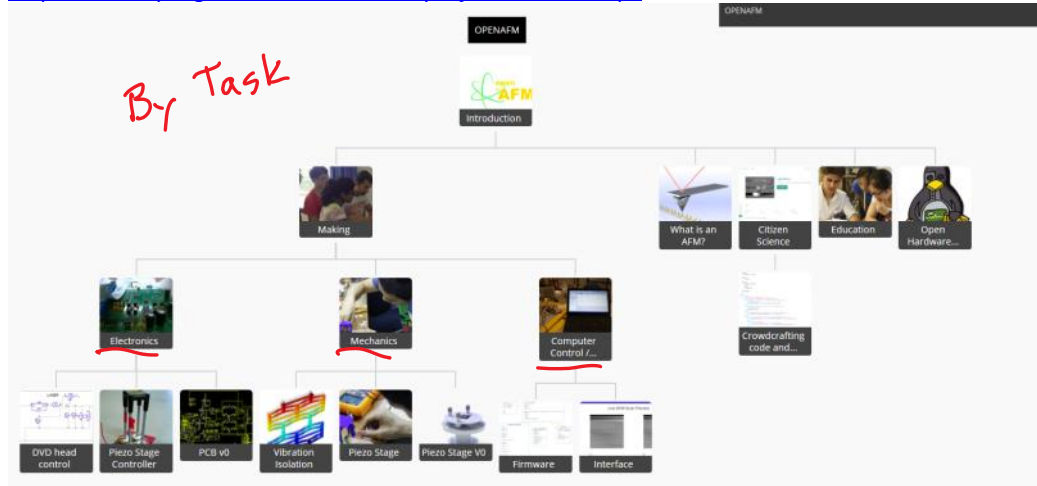 OPENAFM
OPENAFM
By Task
AFM
Introduction
Making
What is an
AFM?
Citizen
Science
Education
Open
Hardware...
Electronics
Mechanics
Computer
Control /...
Crowdcrafting
code and...
DVD head
control
Piezo Stage
Controller
PCB v0
Vibration
Isolation
Piezo Stage
Piezo Stage V0
Firmware
Interface